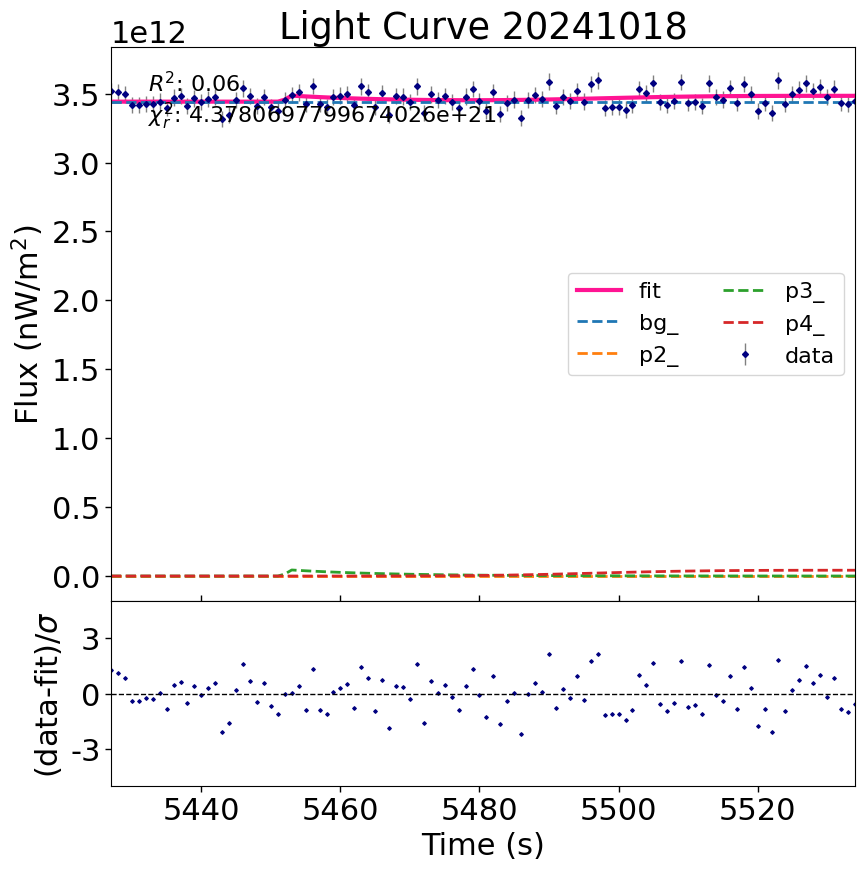 Light Curve 20241018
1e12
R²: 0.06
χ²ᵣ: 4.3780697799674026e+21
3.5
3.0
2.5
2.0
1.5
1.0
0.5
0.0
Flux (nW/m²)
fit
bg_
p2_
p3_
p4_
data
3
0
-3
(data-fit)/σ
5440
5460
5480
5500
5520
Time (s)